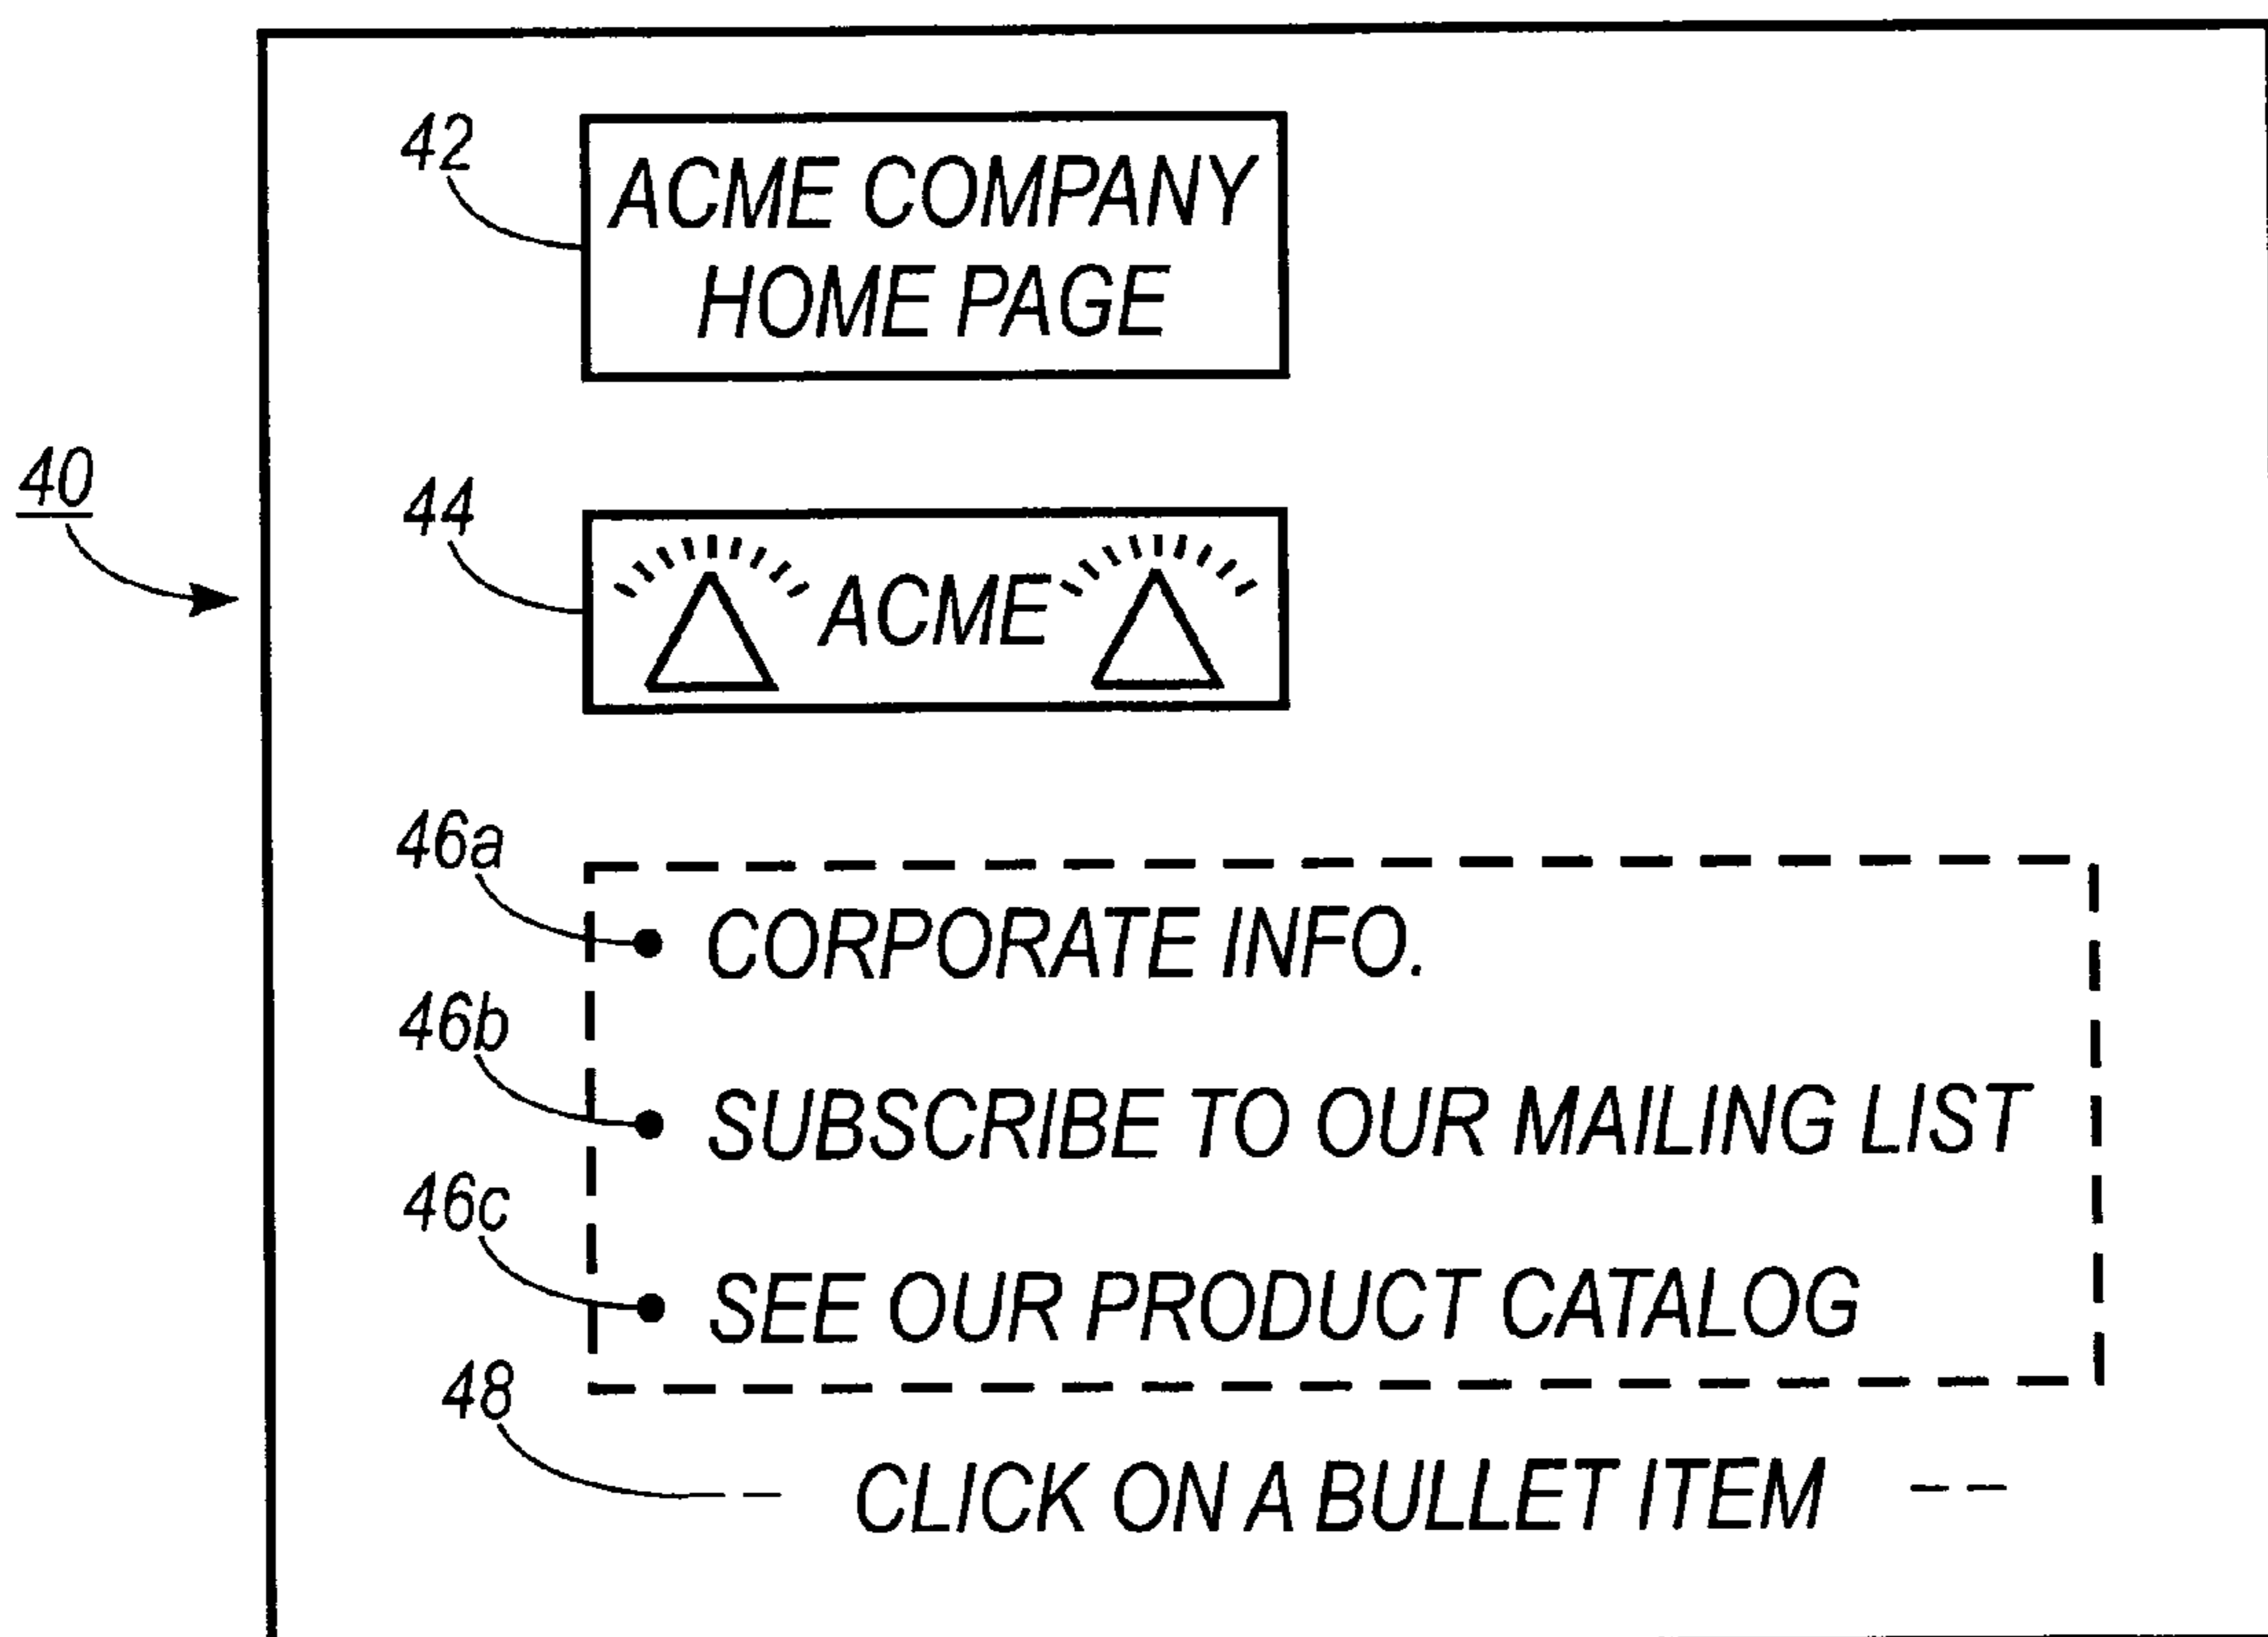 42
ACME COMPANY
HOME PAGE
40
44
ACME
46a
• CORPORATE INFO.
46b
• SUBSCRIBE TO OUR MAILING LIST
46c
• SEE OUR PRODUCT CATALOG
48
-- CLICK ON A BULLET ITEM --